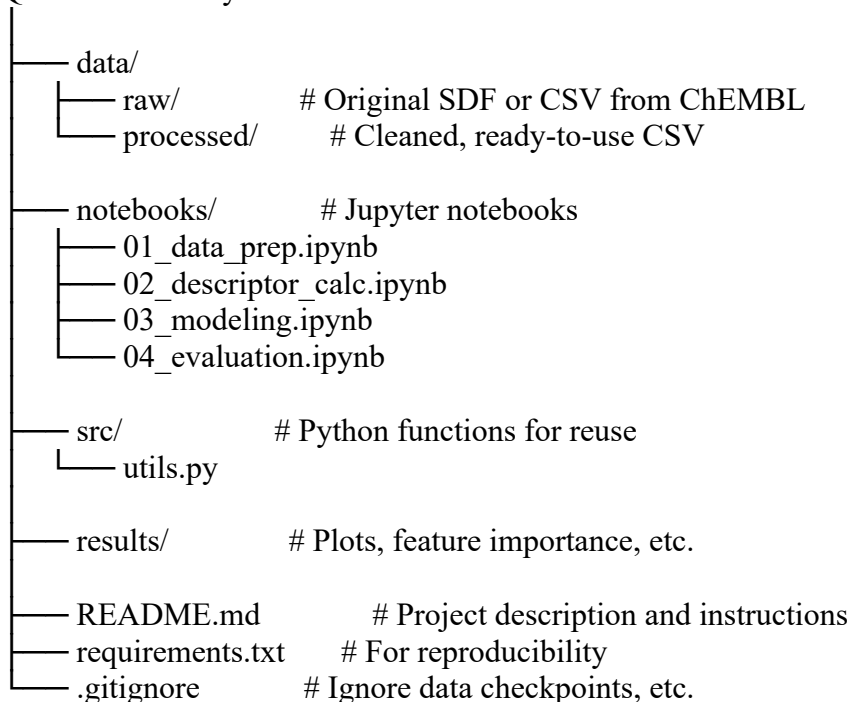 data/
raw/ # Original SDF or CSV from ChEMBL
processed/ # Cleaned, ready-to-use CSV
notebooks/ # Jupyter notebooks
01_data_prep.ipynb
02_descriptor_calc.ipynb
03_modeling.ipynb
04_evaluation.ipynb
src/ # Python functions for reuse
utils.py
results/ # Plots, feature importance, etc.
README.md # Project description and instructions
requirements.txt # For reproducibility
.gitignore # Ignore data checkpoints, etc.